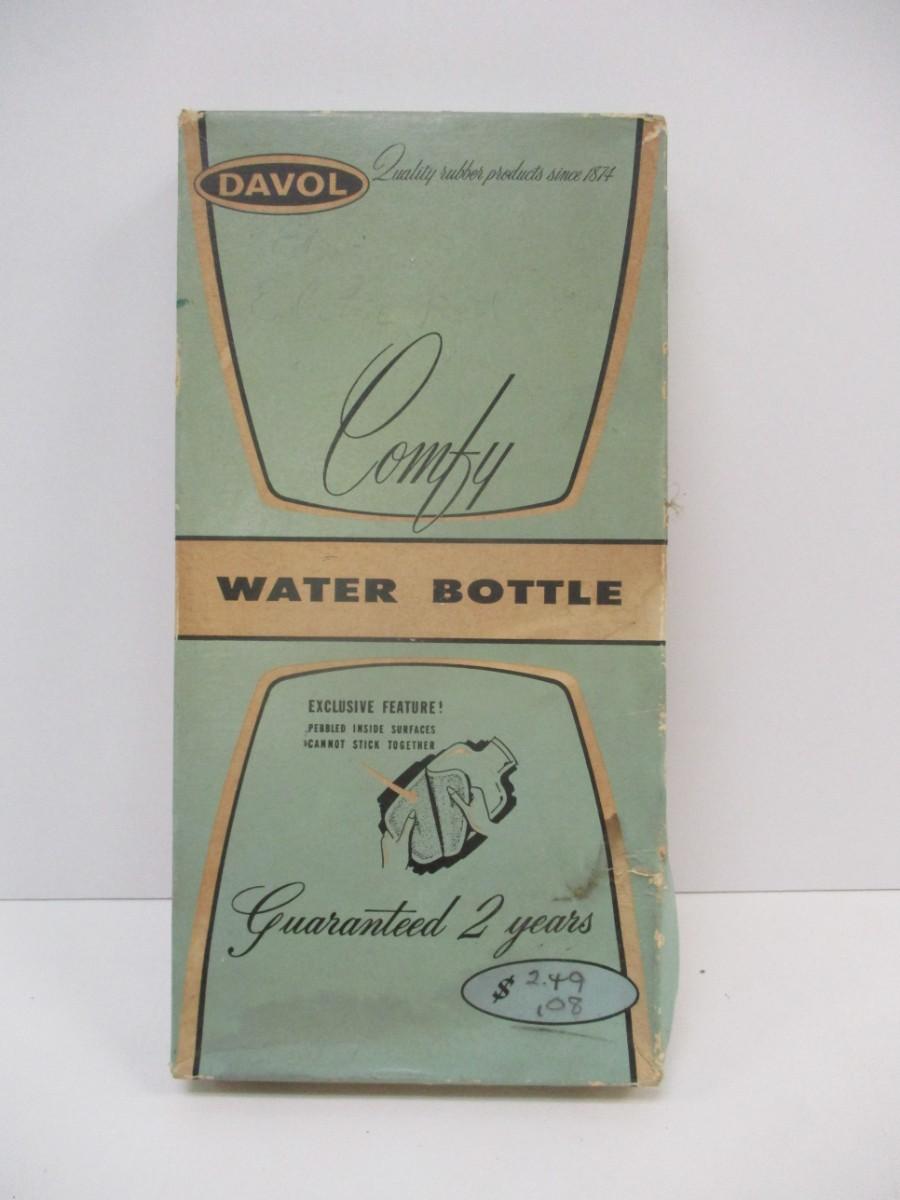 DAVOL
Quality rubber products since 1874
Comfy
WATER BOTTLE
EXCLUSIVE FEATURE!
PEBBLED INSIDE SURFACES
CANNOT STICK TOGETHER
Guaranteed 2 years
$ 2.49
.08